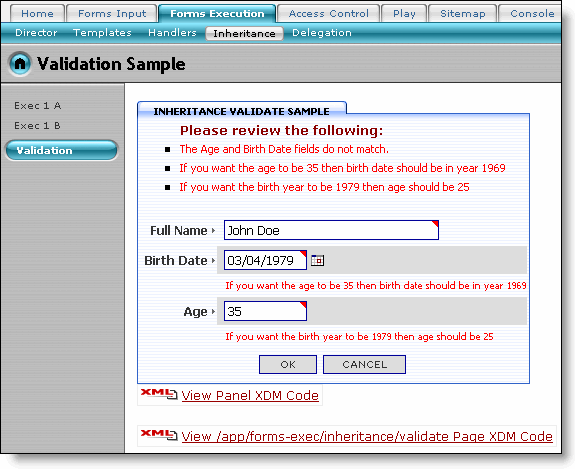 Home Forms Input Forms Execution Access Control Play Sitemap Console
Director Templates Handlers Inheritance Delegation
Validation Sample
Exec 1 A
Exec 1 B
Validation
INHERITANCE VALIDATE SAMPLE
Please review the following:
The Age and Birth Date fields do not match.
If you want the age to be 35 then birth date should be in year 1969
If you want the birth year to be 1979 then age should be 25
Full Name John Doe
Birth Date 03/04/1979
If you want the age to be 35 then birth date should be in year 1969
Age 35
If you want the birth year to be 1979 then age should be 25
OK CANCEL
XML View Panel XDM Code
XML View /app/forms-exec/inheritance/validate Page XDM Code